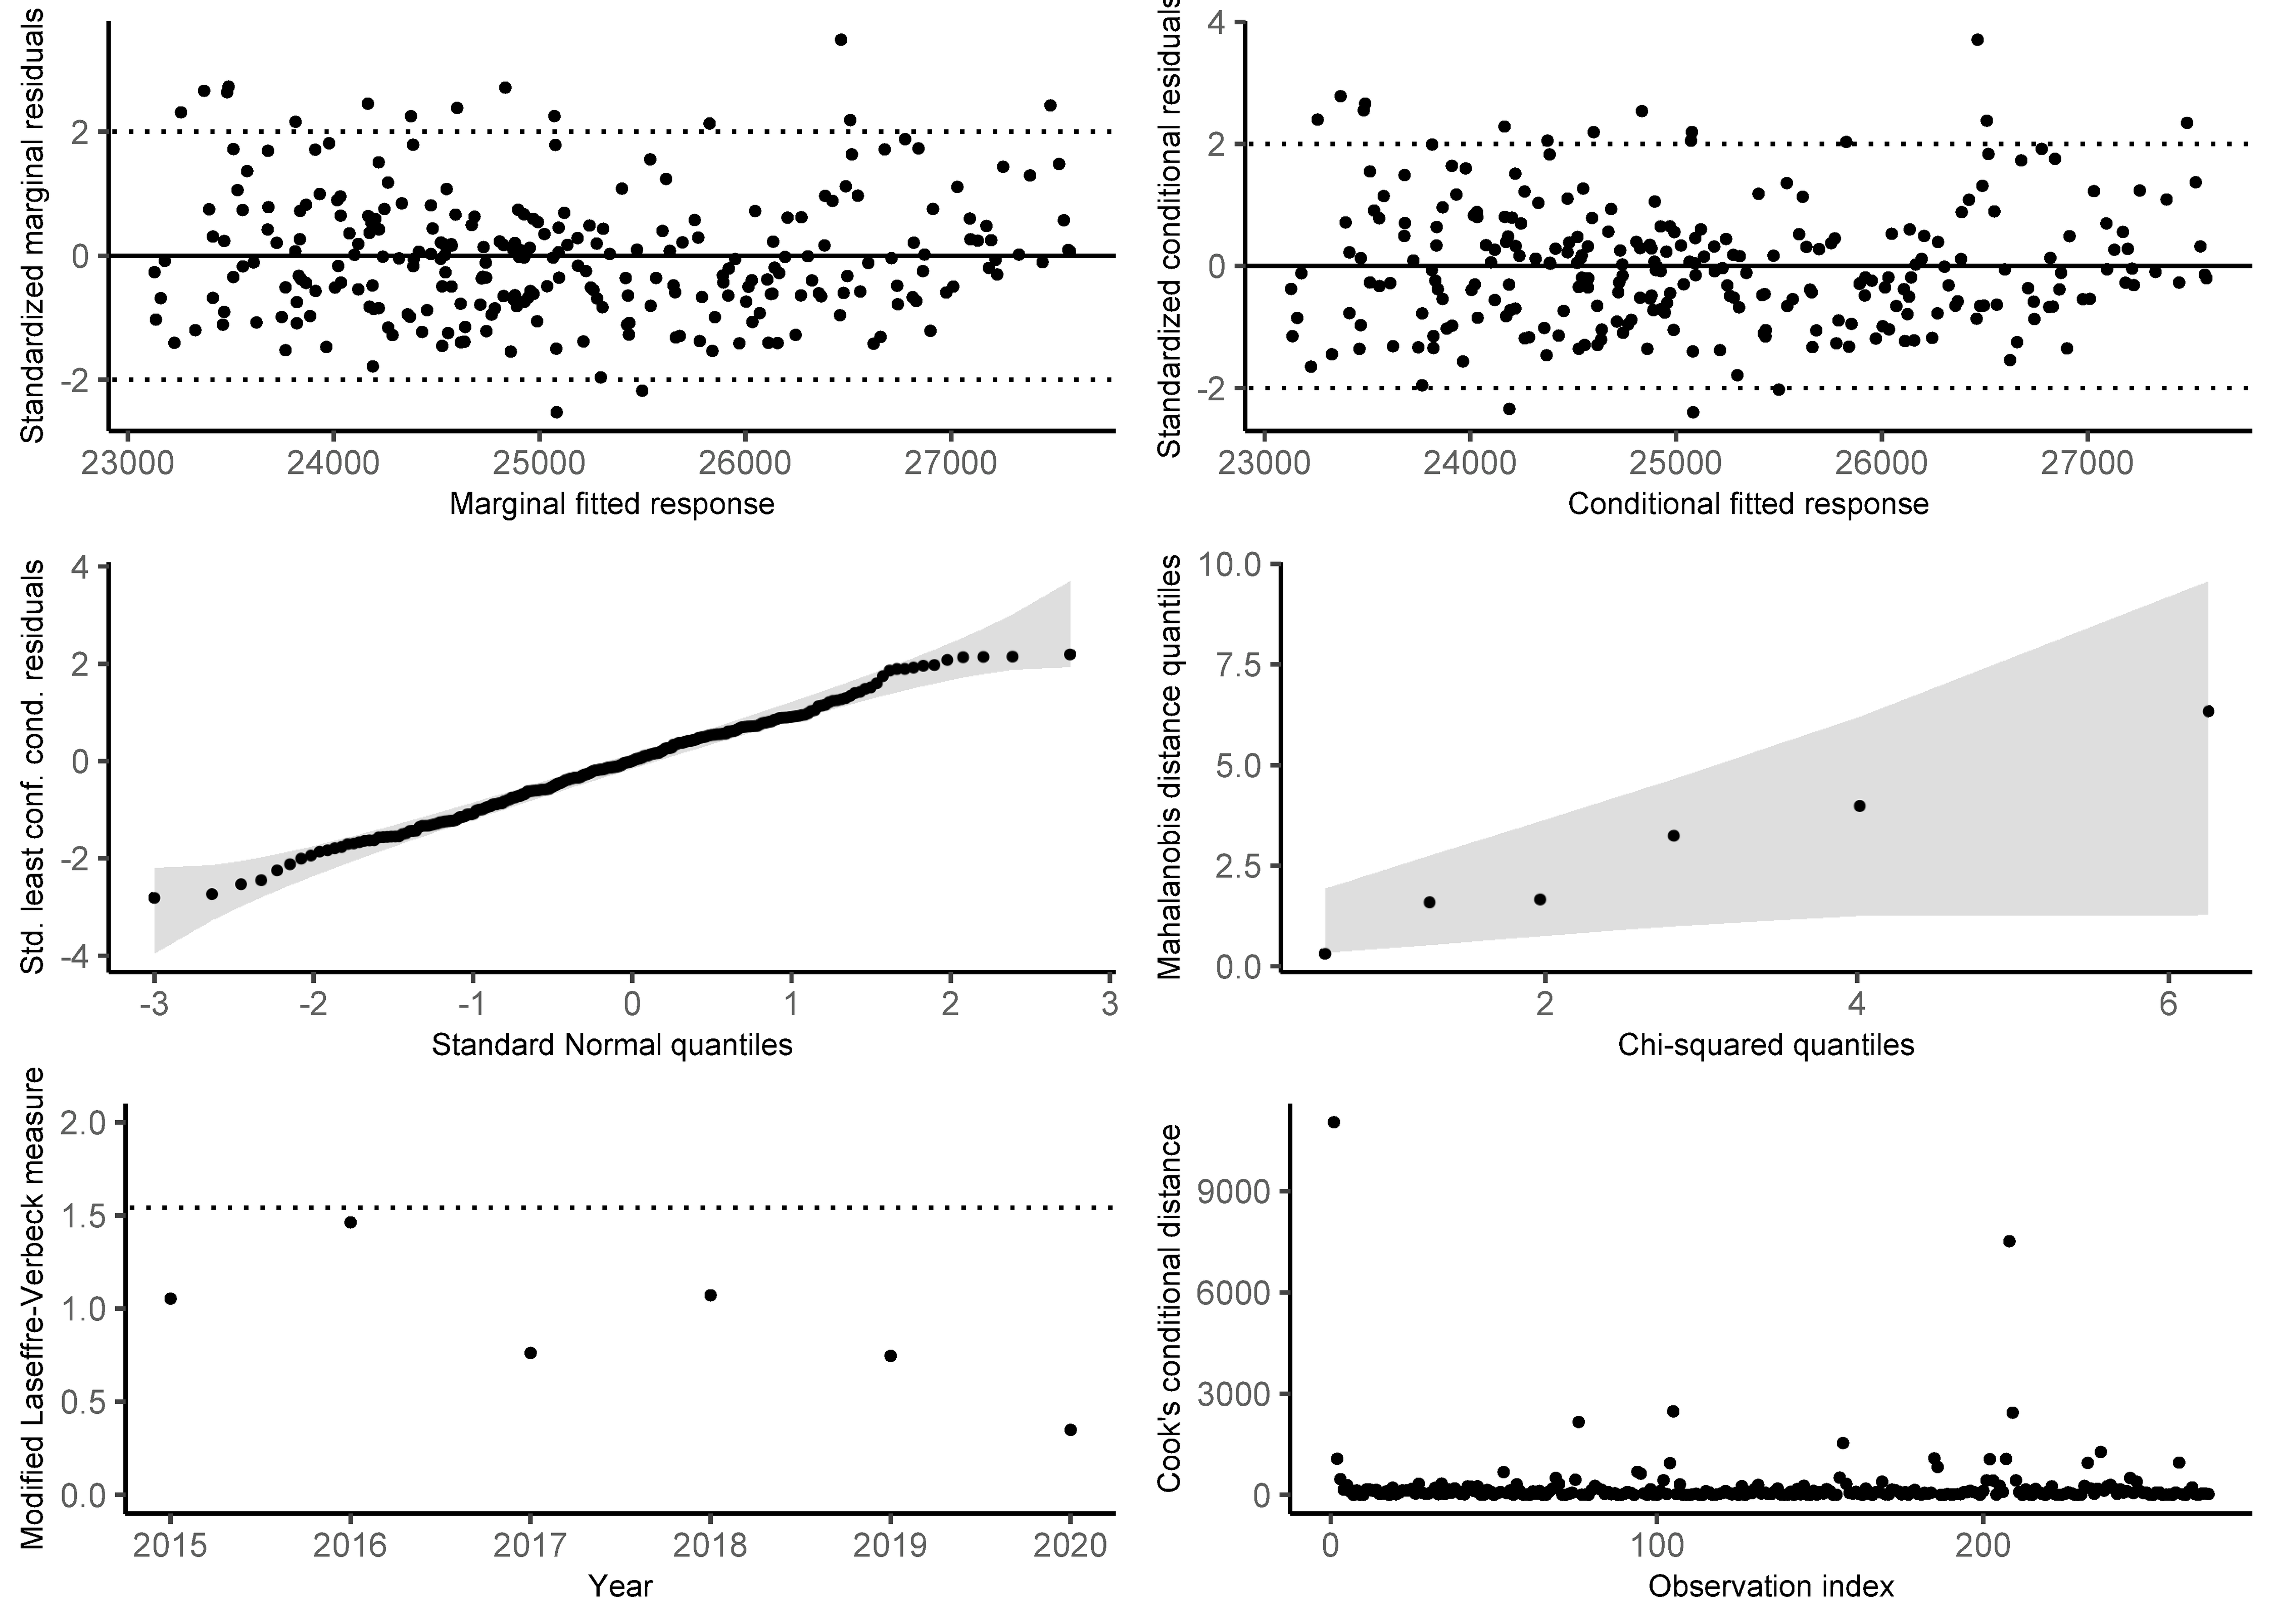 Standardized marginal residuals
2
0
-2
23000 24000 25000 26000 27000
Marginal fitted response
Standardized conditional residuals
4
2
0
-2
23000 24000 25000 26000 27000
Conditional fitted response
Std. least conf. cond. residuals
4
2
0
-2
-4
-3 -2 -1 0 1 2 3
Standard Normal quantiles
Mahalanobis distance quantiles
10.0
7.5
5.0
2.5
0.0
2 4 6
Chi-squared quantiles
Modified Laseffre-Verbeck measure
2.0
1.5
1.0
0.5
0.0
2015 2016 2017 2018 2019 2020
Year
Cook's conditional distance
9000
6000
3000
0
0 100 200
Observation index